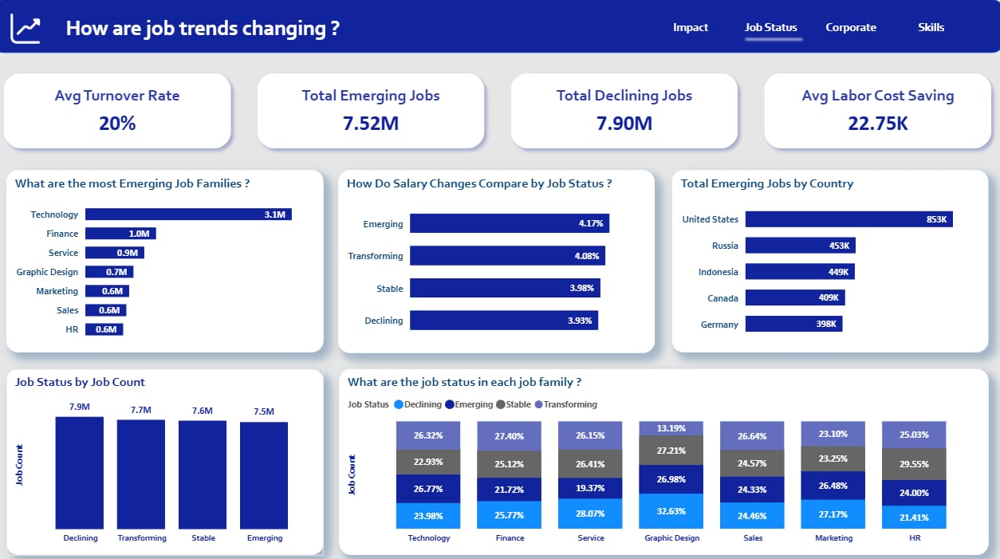 How are job trends changing ?
Impact
Job Status
Corporate
Skills
Avg Turnover Rate
20%
Total Emerging Jobs
7.52M
Total Declining Jobs
7.90M
Avg Labor Cost Saving
22.75K
What are the most Emerging Job Families ?
Technology 3.1M
Finance 1.0M
Service 0.9M
Graphic Design 0.7M
Marketing 0.6M
Sales 0.6M
HR 0.6M
How Do Salary Changes Compare by Job Status ?
Emerging 4.17%
Transforming 4.08%
Stable 3.98%
Declining 3.93%
Total Emerging Jobs by Country
United States 853K
Russia 453K
Indonesia 449K
Canada 409K
Germany 398K
Job Status by Job Count
Job Count
7.9M 7.7M 7.6M 7.5M
Declining Transforming Stable Emerging
What are the job status in each job family ?
Job Status Declining Emerging Stable Transforming
Job Count
26.32% 27.40% 26.15% 13.19% 26.64% 23.10% 25.03%
22.93% 25.12% 26.41% 27.21% 24.57% 23.25% 29.55%
26.77% 21.72% 19.37% 26.98% 24.33% 26.48% 24.00%
23.98% 25.77% 28.07% 32.63% 24.46% 27.17% 21.41%
Technology Finance Service Graphic Design Sales Marketing HR